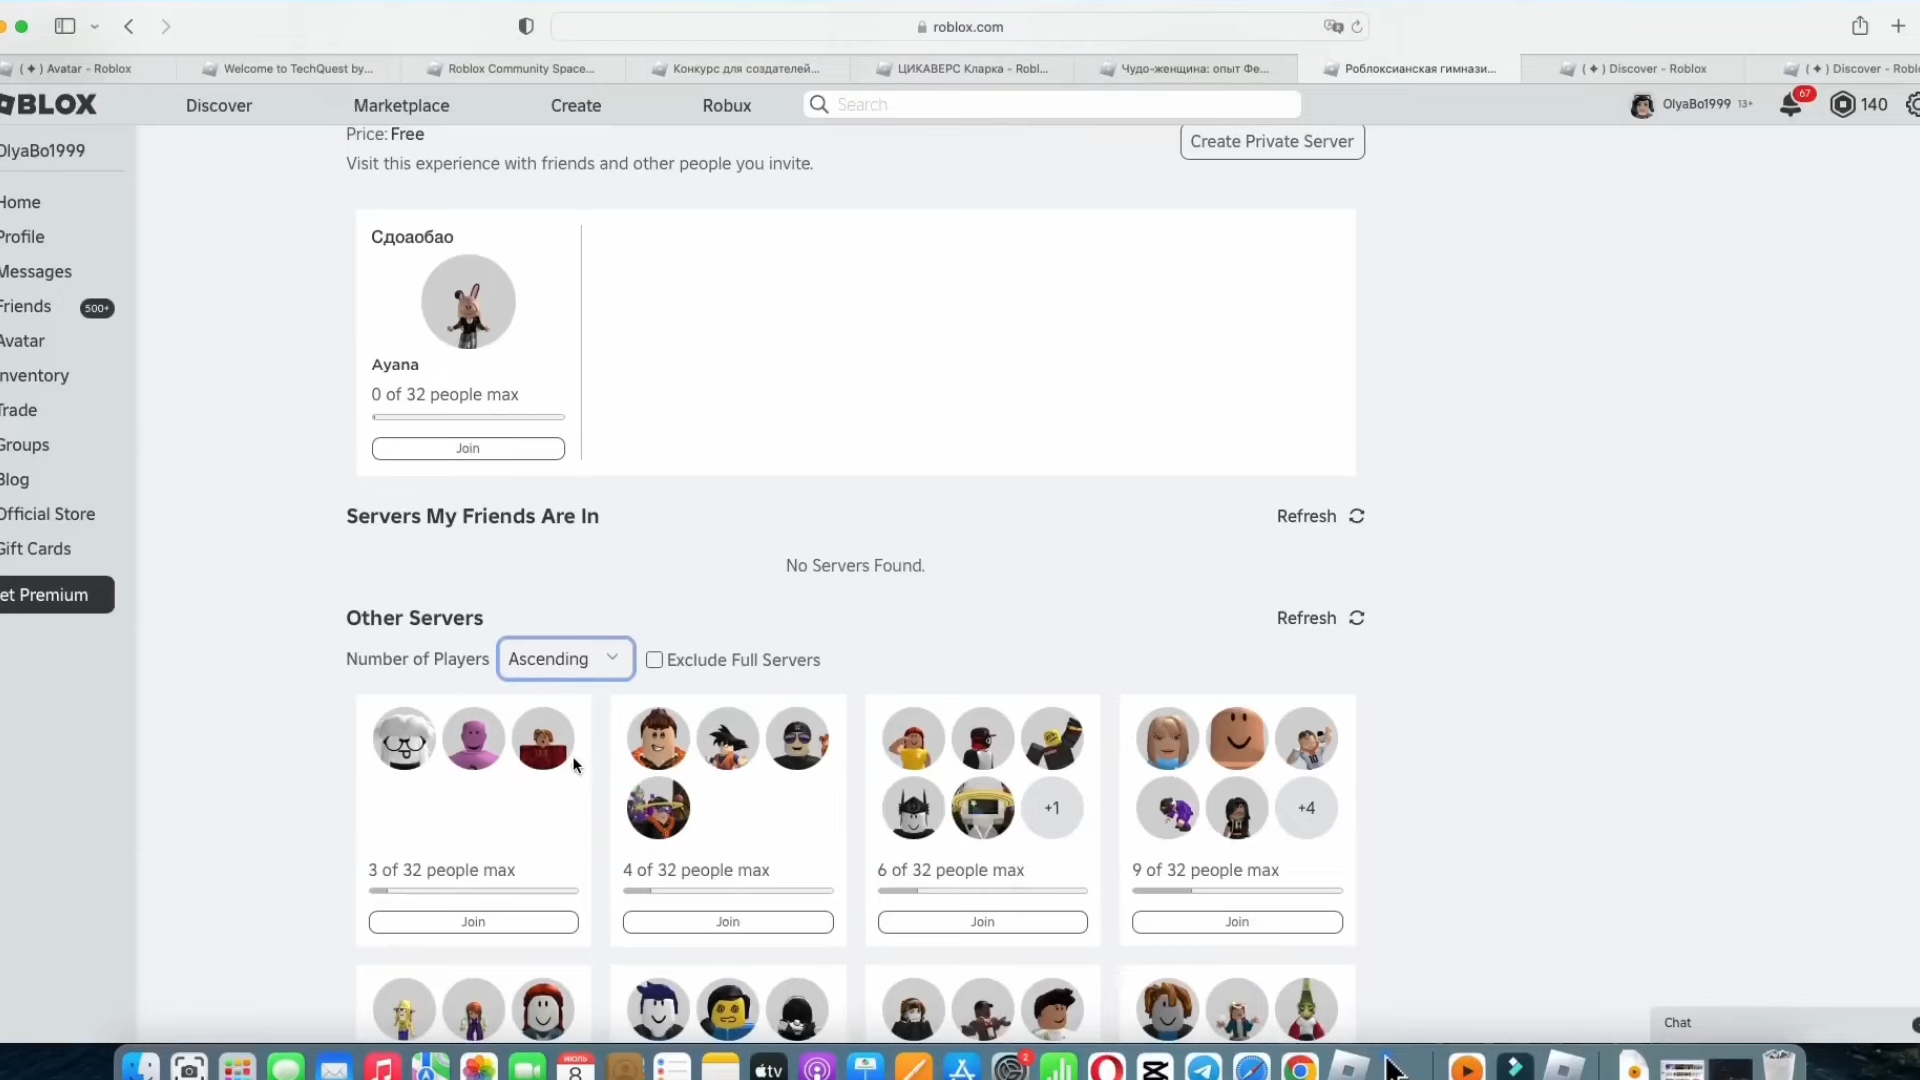 roblox.com
( ✦ ) Avatar - Roblox
Welcome to TechQuest by...
Roblox Community Space...
Конкурс для создателей...
ЦИКАВЕРС Кларка - Robl...
Чудо-женщина: опыт Фе...
Роблоксианская гимнази...
( ✦ ) Discover - Roblox
( ✦ ) Discover - Roblo
BLOX
Discover
Marketplace
Create
Robux
Search
OlyaBo1999
13+
67
140
OlyaBo1999
Home
Profile
Messages
Friends
500+
Avatar
Inventory
Trade
Groups
Blog
Official Store
Gift Cards
et Premium
Price: Free
Visit this experience with friends and other people you invite.
Create Private Server
Сдоаобао
Ayana
0 of 32 people max
Join
Servers My Friends Are In
Refresh
No Servers Found.
Other Servers
Refresh
Number of Players
Ascending
Exclude Full Servers
+1
+4
3 of 32 people max
4 of 32 people max
6 of 32 people max
9 of 32 people max
Join
Join
Join
Join
Chat
ИЮЛЬ
8
tv
2